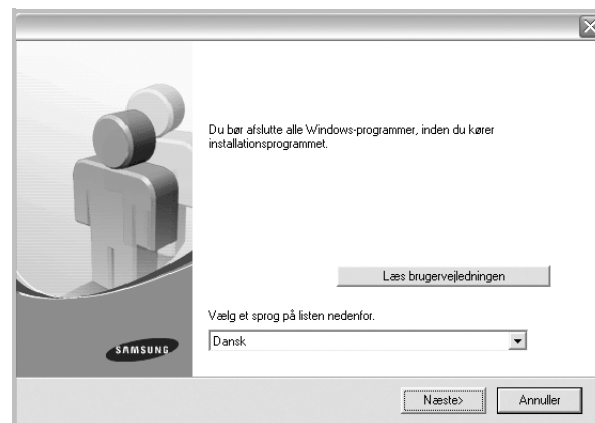 Du bør afslutte alle Windows-programmer, inden du kører
installationsprogrammet.
Læs brugervejledningen
Vælg et sprog på listen nedenfor.
Dansk
SAMSUNG
Næste>
Annuller